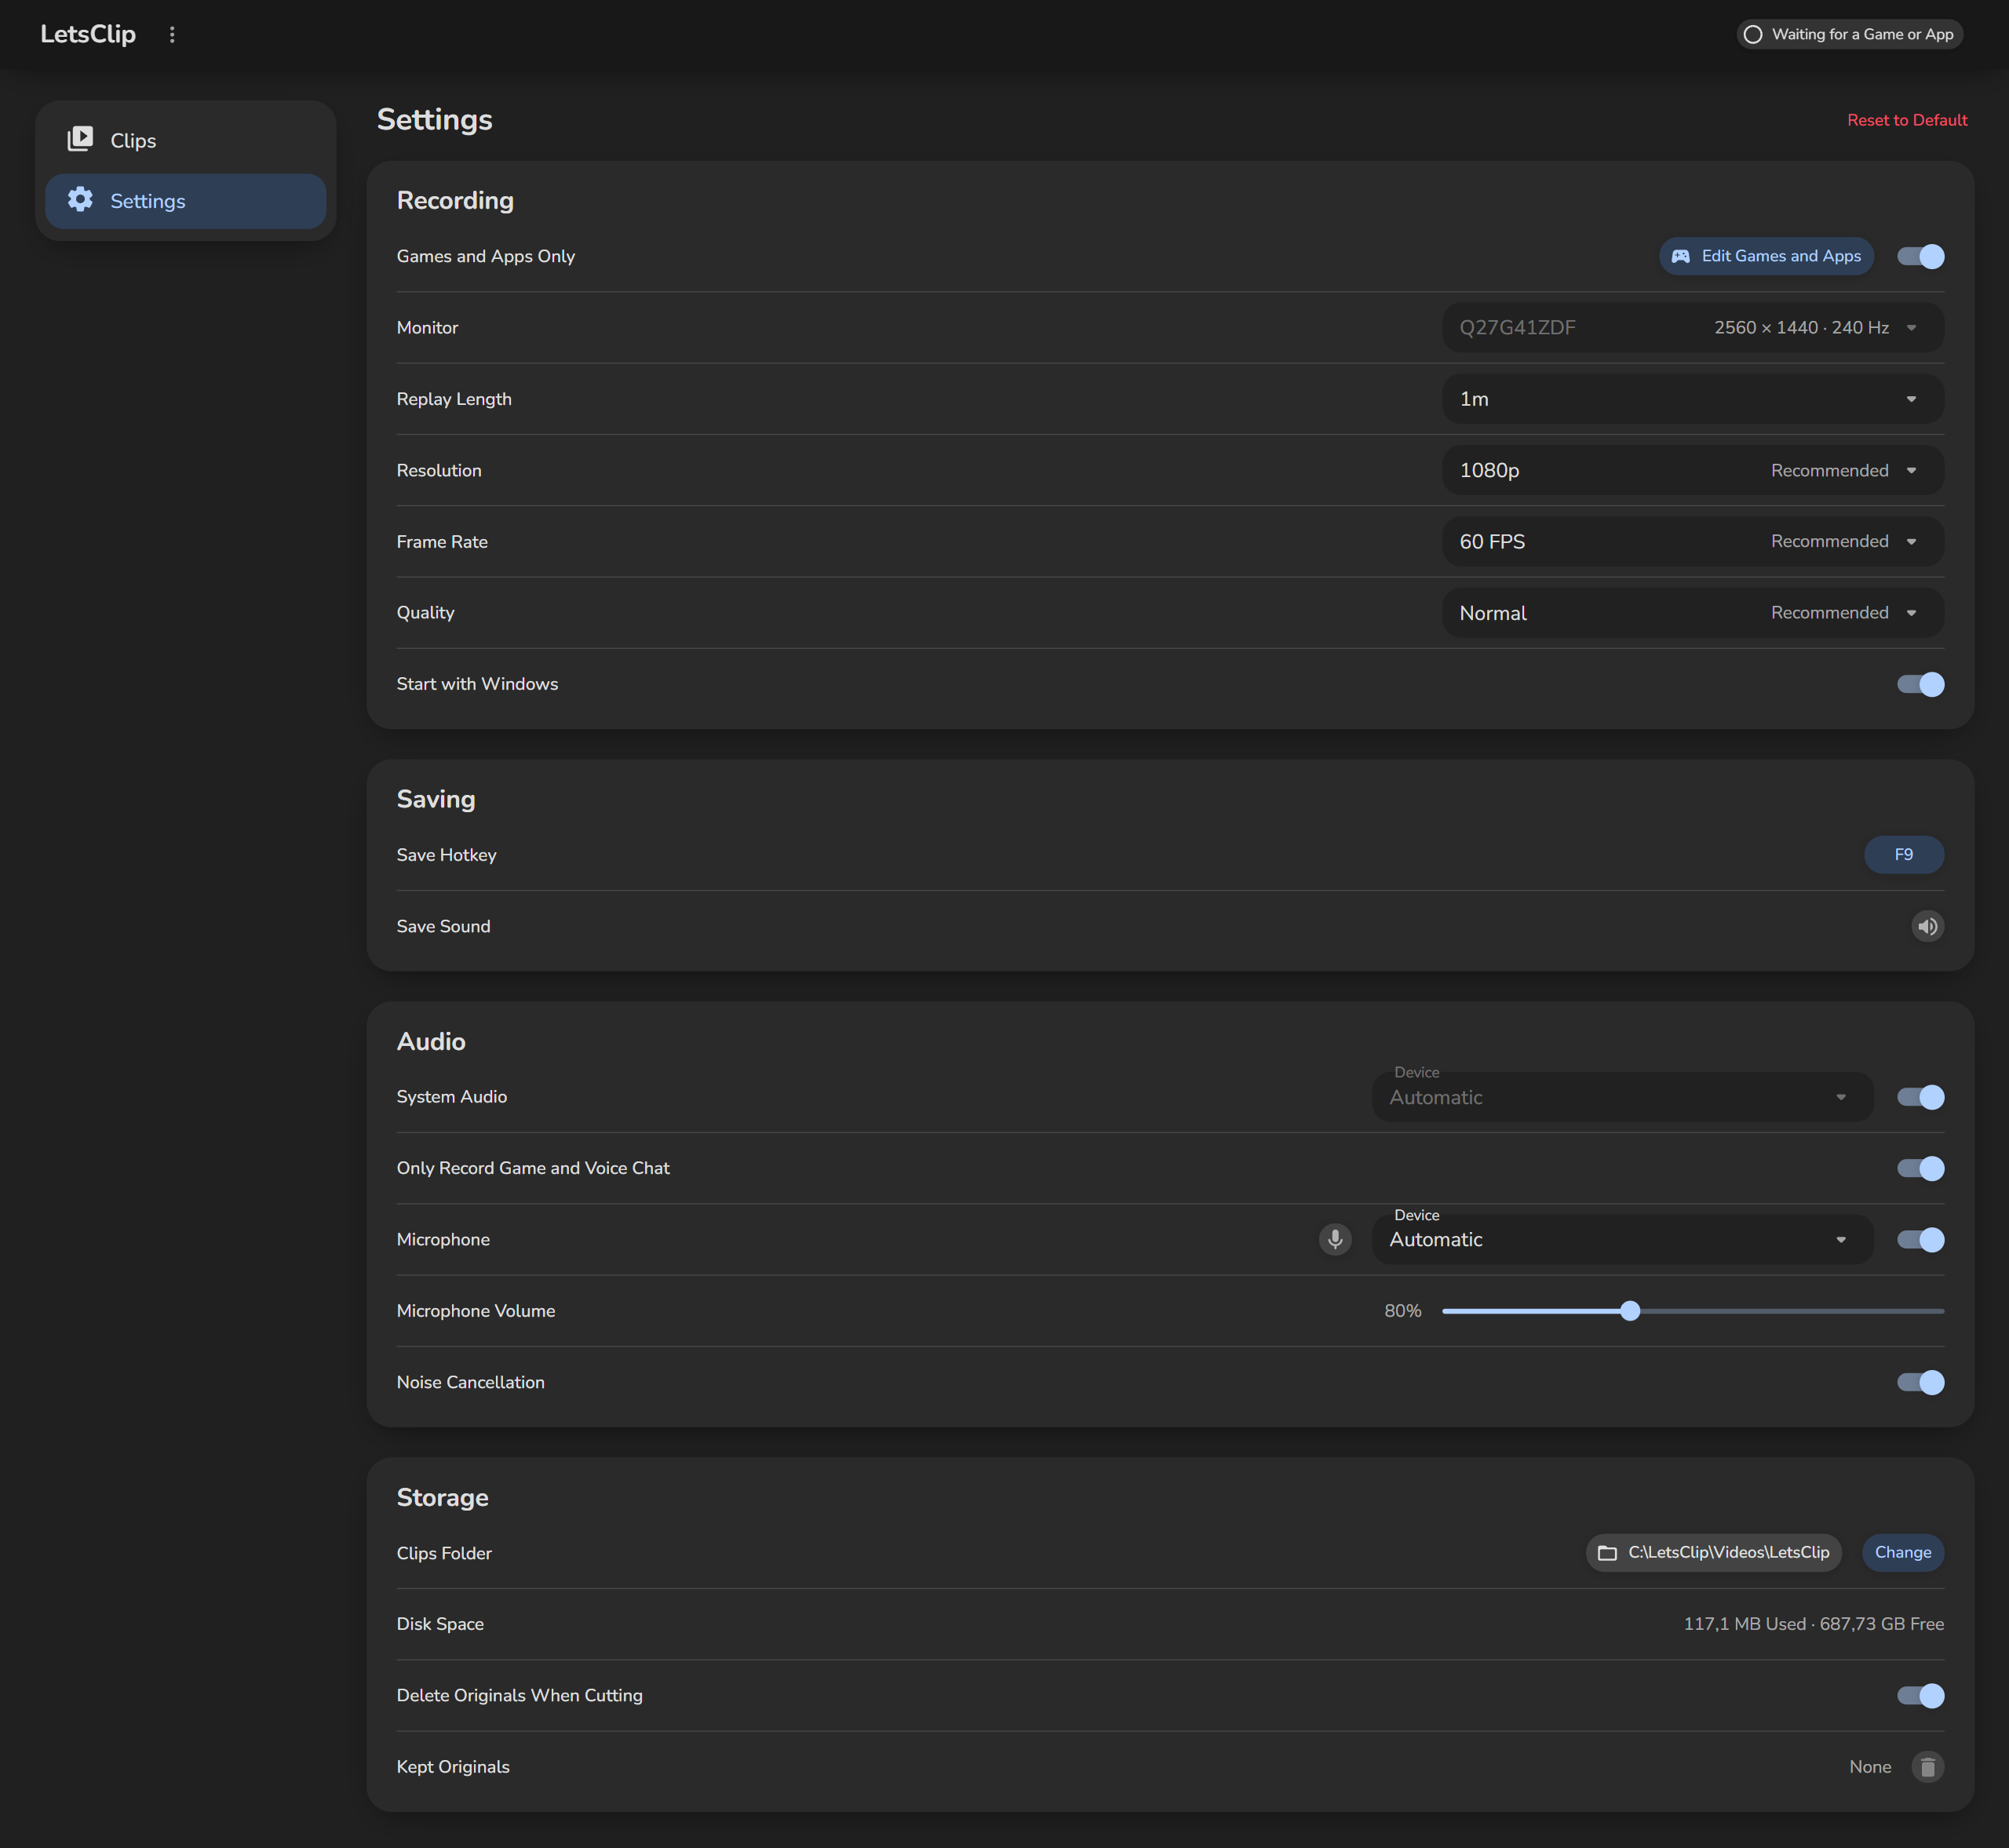 LetsClip
Waiting for a Game or App
Clips
Settings
Settings
Reset to Default
Recording
Games and Apps Only
Edit Games and Apps
Monitor
Q27G41ZDF
2560 × 1440 · 240 Hz
Replay Length
1m
Resolution
1080p
Recommended
Frame Rate
60 FPS
Recommended
Quality
Normal
Recommended
Start with Windows
Saving
Save Hotkey
F9
Save Sound
Audio
System Audio
Device
Automatic
Only Record Game and Voice Chat
Microphone
Device
Automatic
Microphone Volume
80%
Noise Cancellation
Storage
Clips Folder
C:\LetsClip\Videos\LetsClip
Change
Disk Space
117,1 MB Used · 687,73 GB Free
Delete Originals When Cutting
Kept Originals
None